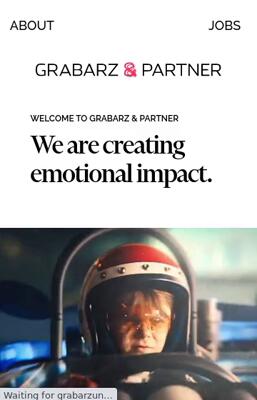 ABOUT
JOBS
GRABARZ & PARTNER
WELCOME TO GRABARZ & PARTNER
We are creating
emotional impact.
Waiting for grabarzun...